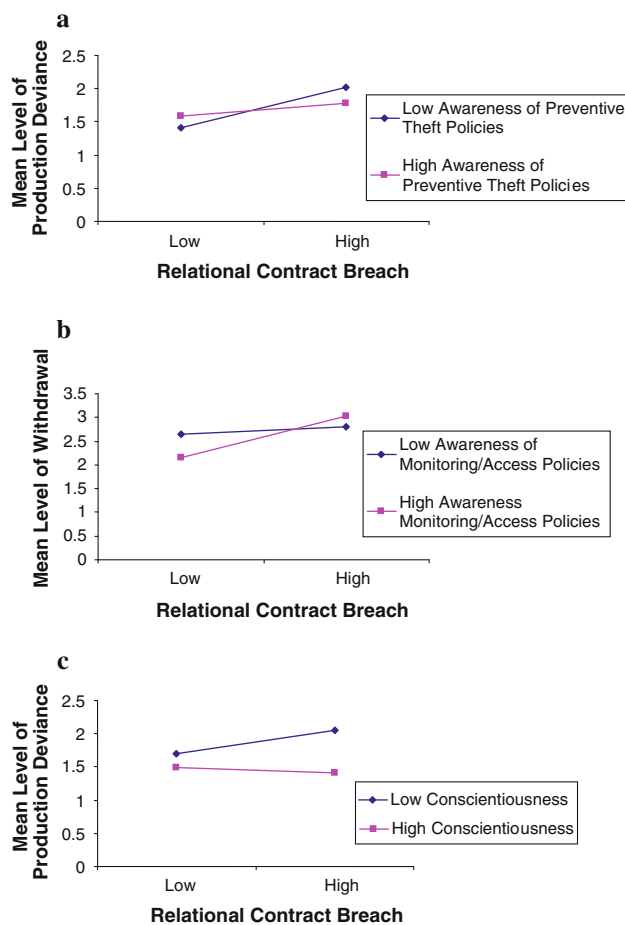 a
Mean Level of
Production Deviance
2.5
2
1.5
1
0.5
0
Low
High
Relational Contract Breach
Low Awareness of Preventive
Theft Policies
High Awareness of
Preventive Theft Policies
b
Mean Level of Withdrawal
3.5
3
2.5
2
1.5
1
0.5
0
Low
High
Relational Contract Breach
Low Awareness of
Monitoring/Access Policies
High Awareness
Monitoring/Access Policies
c
Mean Level of
Production Deviance
2.5
2
1.5
1
0.5
0
Low
High
Relational Contract Breach
Low Conscientiousness
High Conscientiousness